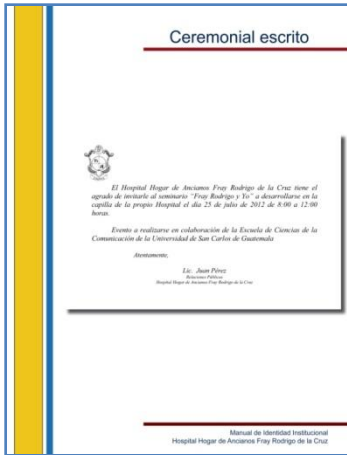 Ceremonial escrito
El Hospital Hogar de Ancianos Fray Rodrigo de la Cruz tiene el
agrado de invitarle al seminario "Fray Rodrigo y Yo" a desarrollarse en la
capilla de la propio Hospital el día 25 de julio de 2012 de 8:00 a 12:00
horas.
Evento a realizarse en colaboración de la Escuela de Ciencias de la
Comunicación de la Universidad de San Carlos de Guatemala
Atentamente,
Lic. Juan Pérez
Relaciones Públicas
Hospital Hogar de Ancianos Fray Rodrigo de la Cruz
Manual de Identidad Institucional
Hospital Hogar de Ancianos Fray Rodrigo de la Cruz